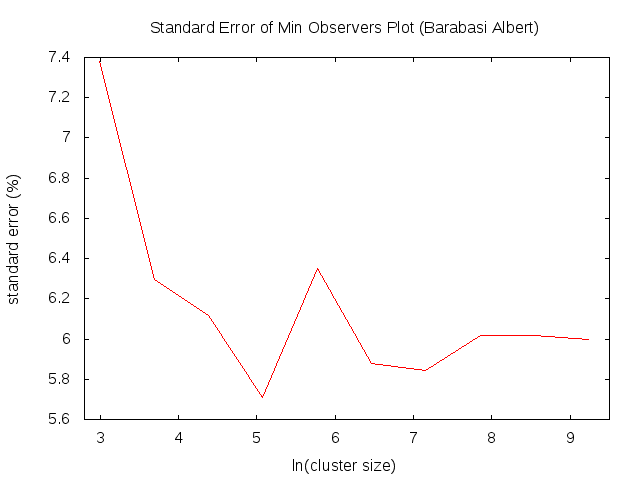 Standard Error of Min Observers Plot (Barabasi Albert)
7.4
7.2
7
6.8
6.6
6.4
6.2
6
5.8
5.6
standard error (%)
3 4 5 6 7 8 9
ln(cluster size)